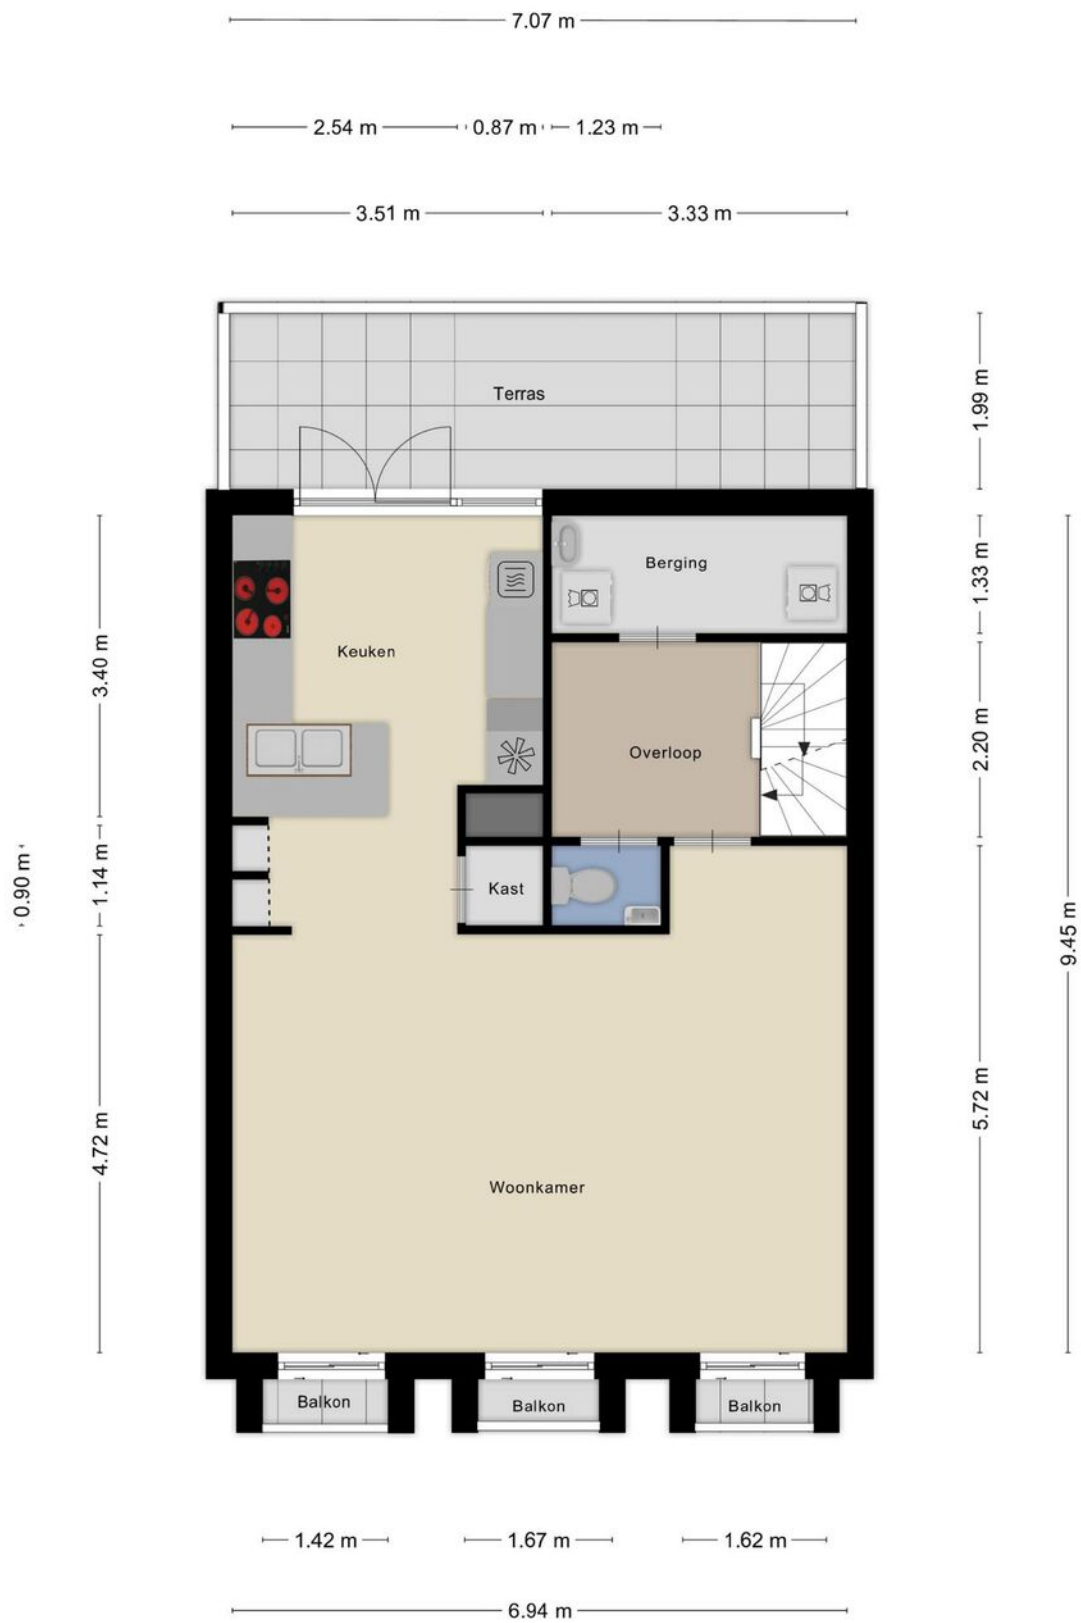 7.07 m
2.54 m
0.87 m
1.23 m
3.51 m
3.33 m
Terras
1.99 m
Berging
1.33 m
Keuken
3.40 m
Overloop
2.20 m
0.90 m
1.14 m
Kast
9.45 m
4.72 m
5.72 m
Woonkamer
Balkon
Balkon
Balkon
1.42 m
1.67 m
1.62 m
6.94 m